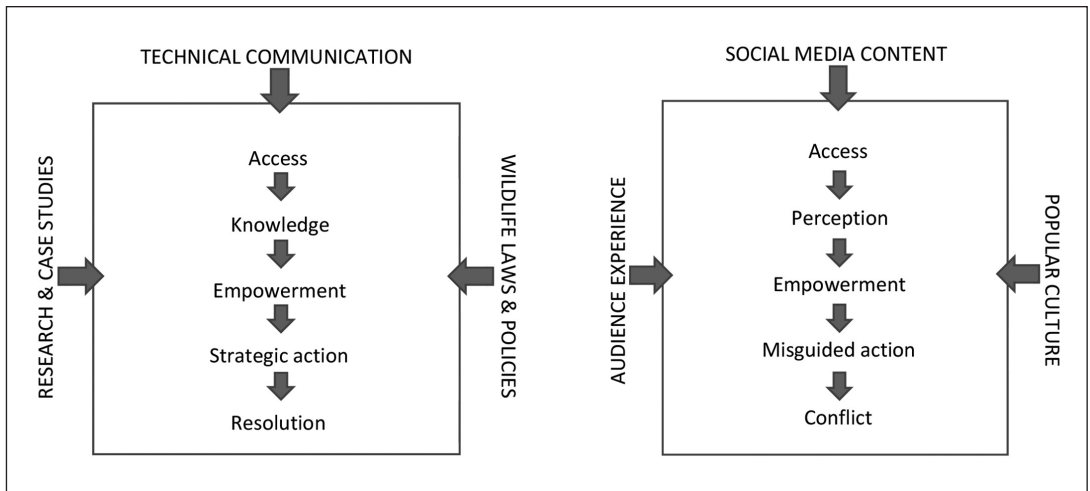 TECHNICAL COMMUNICATION
RESEARCH & CASE STUDIES
Access
Knowledge
Empowerment
Strategic action
Resolution
WILDLIFE LAWS & POLICIES
SOCIAL MEDIA CONTENT
AUDIENCE EXPERIENCE
Access
Perception
Empowerment
Misguided action
Conflict
POPULAR CULTURE